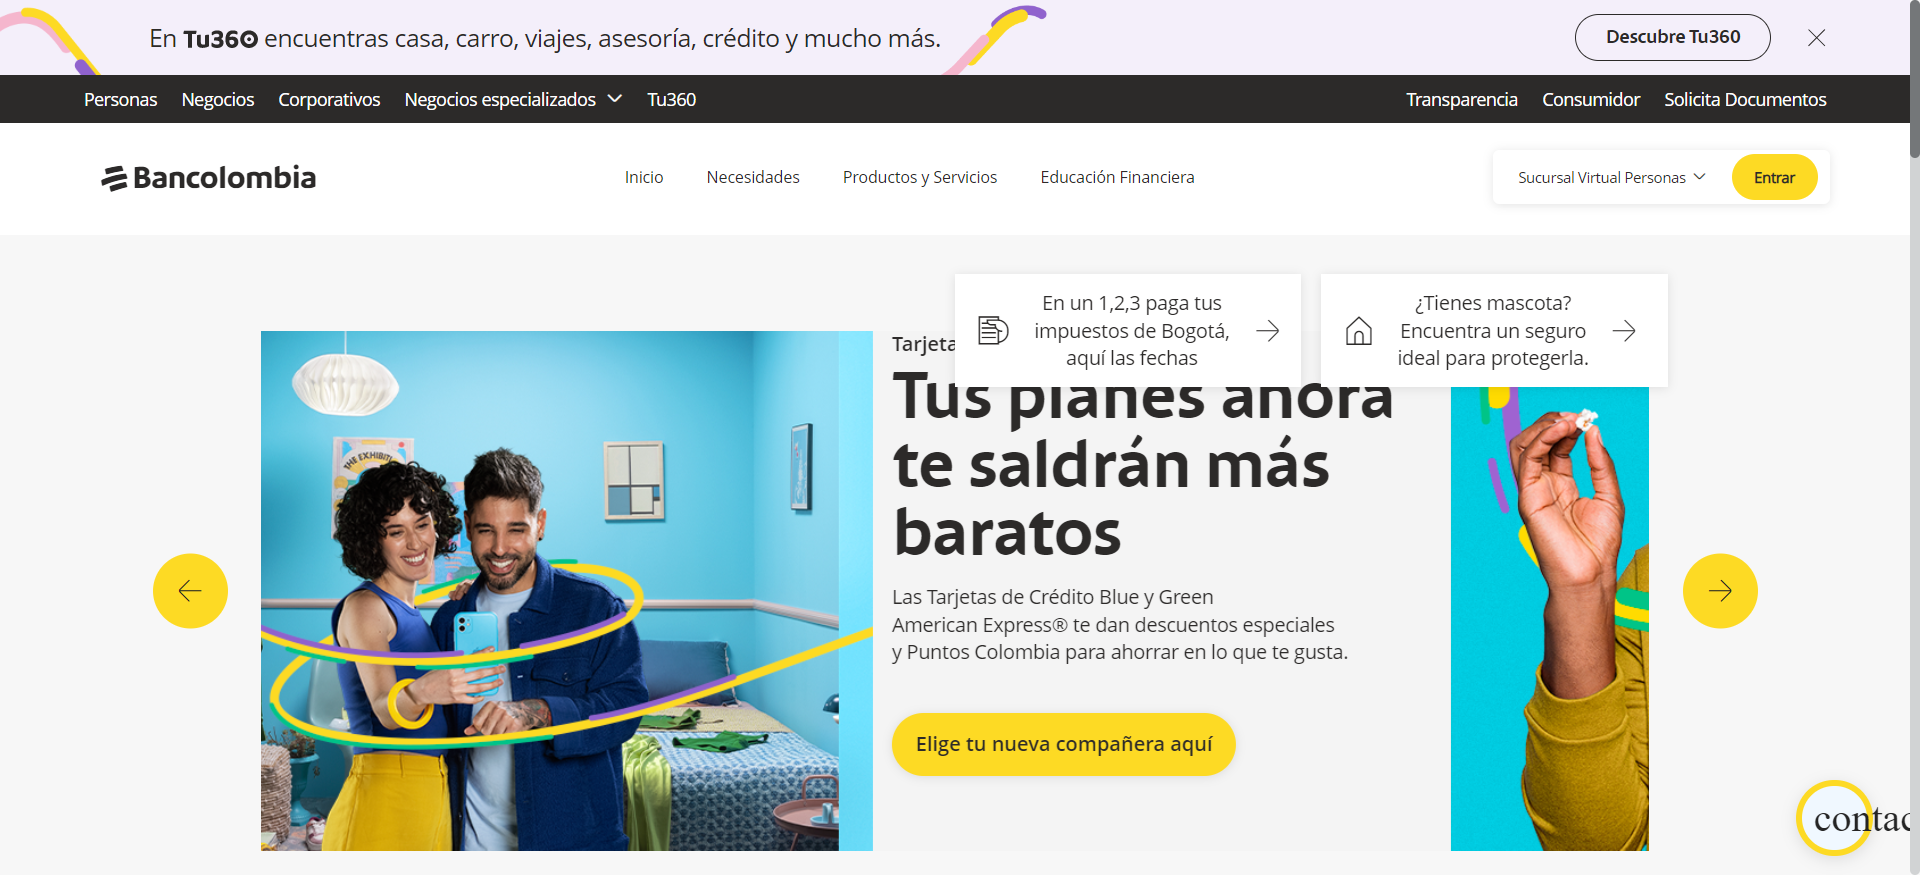 En Tu360 encuentras casa, carro, viajes, asesoría, crédito y mucho más.
Descubre Tu360
Personas Negocios Corporativos Negocios especializados Tu360 Transparencia Consumidor Solicita Documentos
Bancolombia
Inicio Necesidades Productos y Servicios Educación Financiera
Sucursal Virtual Personas
Entrar
En un 1,2,3 paga tus
impuestos de Bogotá,
aquí las fechas
¿Tienes mascota?
Encuentra un seguro
ideal para protegerla.
THE EXHIBITI
Tarjeta
Tus planes ahora
te saldrán más
baratos
Las Tarjetas de Crédito Blue y Green
American Express® te dan descuentos especiales
y Puntos Colombia para ahorrar en lo que te gusta.
Elige tu nueva compañera aquí
contac